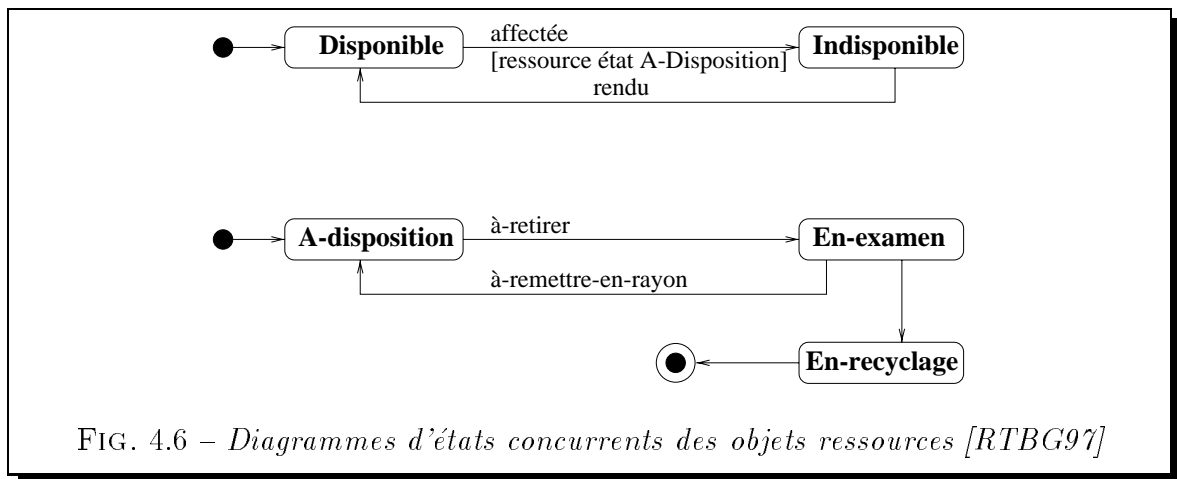 Disponible
affectée
Indisponible
[ressource état A-Disposition]
rendu
A-disposition
à-retirer
En-examen
à-remettre-en-rayon
En-recyclage
FIG. 4.6 – Diagrammes d'états concurrents des objets ressources [RTBG97]